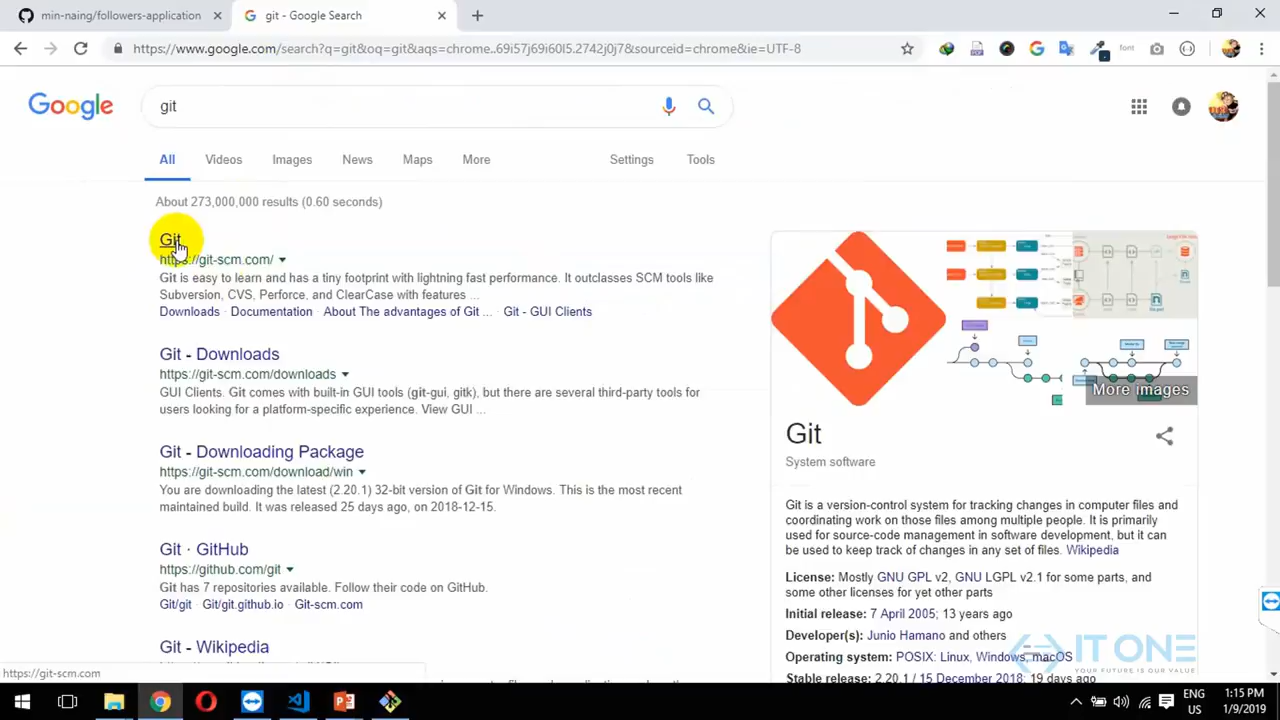 min-naing/followers-application
git - Google Search
https://www.google.com/search?q=git&oq=git&aqs=chrome..69i57j69i60l5.2742j0j7&sourceid=chrome&ie=UTF-8
font
Google
git
All Videos Images News Maps More Settings Tools
About 273,000,000 results (0.60 seconds)
Git
https://git-scm.com/
Git is easy to learn and has a tiny footprint with lightning fast performance. It outclasses SCM tools like
Subversion, CVS, Perforce, and ClearCase with features ...
Downloads · Documentation · About The advantages of Git ... · Git - GUI Clients
Git - Downloads
https://git-scm.com/downloads
GUI Clients. Git comes with built-in GUI tools (git-gui, gitk), but there are several third-party tools for
users looking for a platform-specific experience. View GUI ...
Git - Downloading Package
https://git-scm.com/download/win
You are downloading the latest (2.20.1) 32-bit version of Git for Windows. This is the most recent
maintained build. It was released 25 days ago, on 2018-12-15.
Git · GitHub
https://github.com/git
Git has 7 repositories available. Follow their code on GitHub.
Git/git · Git/git.github.io · Git-scm.com
Git - Wikipedia
More images
Git
System software
Git is a version-control system for tracking changes in computer files and
coordinating work on those files among multiple people. It is primarily
used for source-code management in software development, but it can
be used to keep track of changes in any set of files. Wikipedia
License: Mostly GNU GPL v2, GNU LGPL v2.1 for some parts, and
some other licenses for yet other parts
Initial release: 7 April 2005; 13 years ago
Developer(s): Junio Hamano and others
Operating system: POSIX: Linux, Windows, macOS
Stable release: 2.20.1 / 15 December 2018; 19 days ago
IT ONE
YOUR FUTURE IS OUR VALUE
https://git-scm.com
ENG
US
1:15 PM
1/9/2019